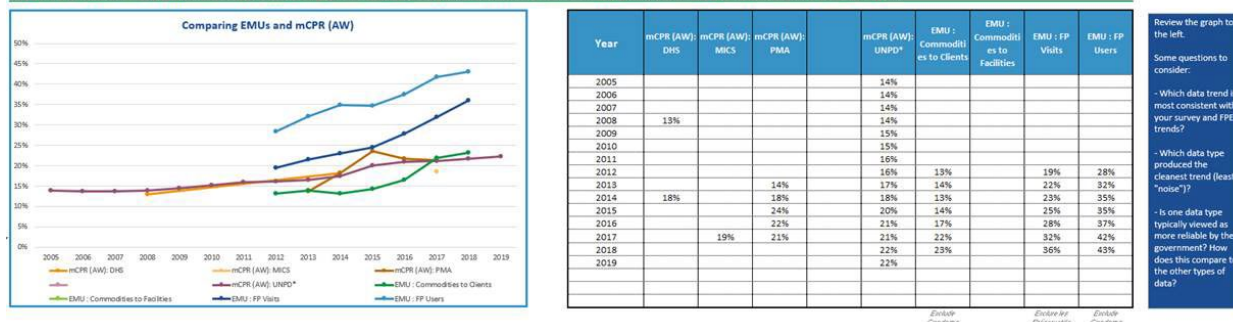 Comparing EMUs and mCPR (AW)
50%
45%
40%
35%
30%
25%
20%
15%
10%
5%
0%
2005 2006 2007 2008 2009 2010 2011 2012 2013 2014 2015 2016 2017 2018 2019
mCPR (AW): DHS
mCPR (AW): MICS
mCPR (AW): PMA
mCPR (AW): UNPD*
EMU : Commodities to Clients
EMU : Commodities to Facilities
EMU : FP Visits
EMU : FP Users
Year
mCPR (AW): DHS
mCPR (AW): MICS
mCPR (AW): PMA
mCPR (AW): UNPD*
EMU : Commoditi es to Clients
EMU : Commoditi es to Facilities
EMU : FP Visits
EMU : FP Users
2005 14%
2006 14%
2007 14%
2008 13% 14%
2009 15%
2010 15%
2011 16%
2012 16% 13% 19% 28%
2013 14% 17% 14% 22% 32%
2014 18% 18% 18% 13% 23% 35%
2015 24% 20% 14% 25% 35%
2016 22% 21% 17% 28% 37%
2017 19% 21% 21% 22% 32% 42%
2018 22% 23% 36% 43%
2019 22%
Exclude
Exclude
Review the graph to
the left.
Some questions to
consider:
- Which data trend i
most consistent wit
your survey and FPE
trends?
- Which data type
produced the
cleanest trend (leas
"noise")?
- Is one data type
typically viewed as
more reliable by the
government? How
does this compare t
the other types of
data?